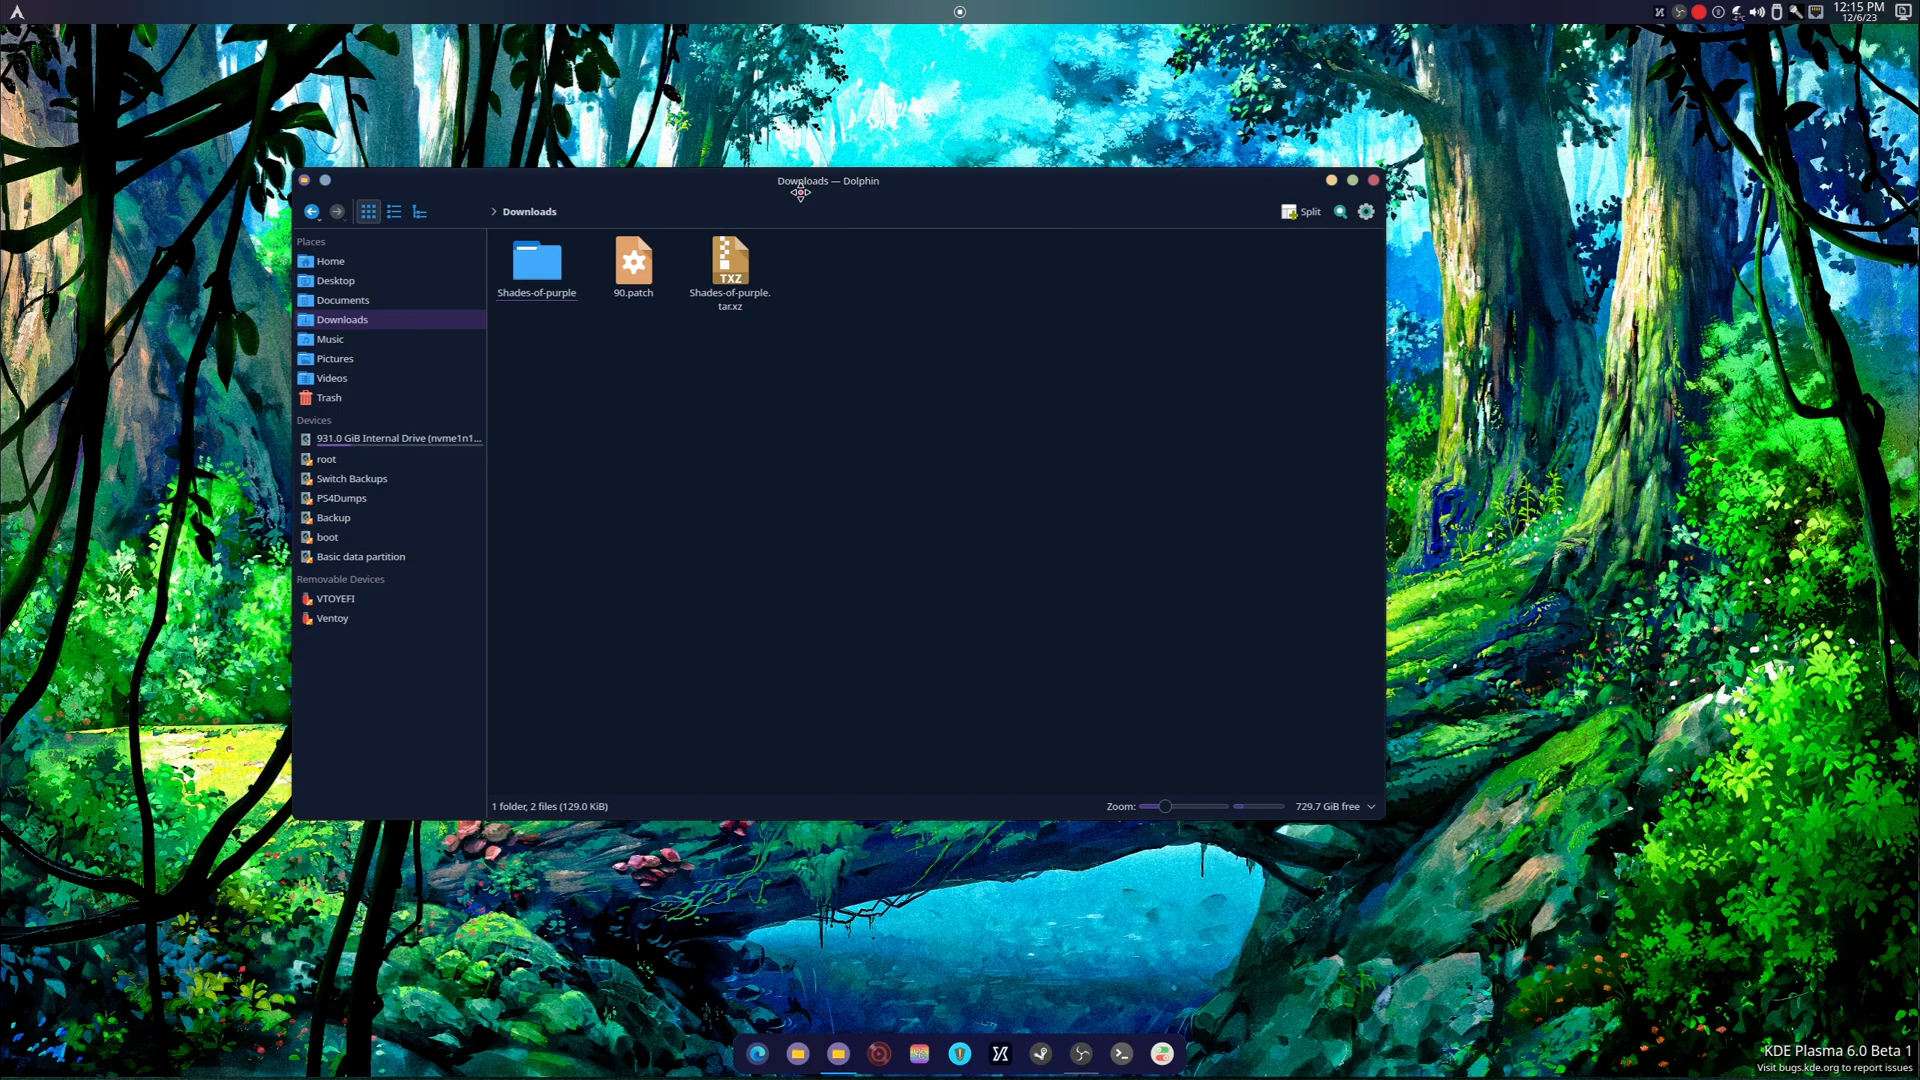 12:15 PM
12/6/23
-4°C
Downloads — Dolphin
Downloads
Split
Places
Home
Desktop
Documents
Downloads
Music
Pictures
Videos
Trash
Devices
931.0 GiB Internal Drive (nvme1n1...
root
Switch Backups
PS4Dumps
Backup
boot
Basic data partition
Removable Devices
VTOYEFI
Ventoy
Shades-of-purple
90.patch
TXZ
Shades-of-purple.
tar.xz
1 folder, 2 files (129.0 KiB)
Zoom:
729.7 GiB free
KDE Plasma 6.0 Beta 1
Visit bugs.kde.org to report issues